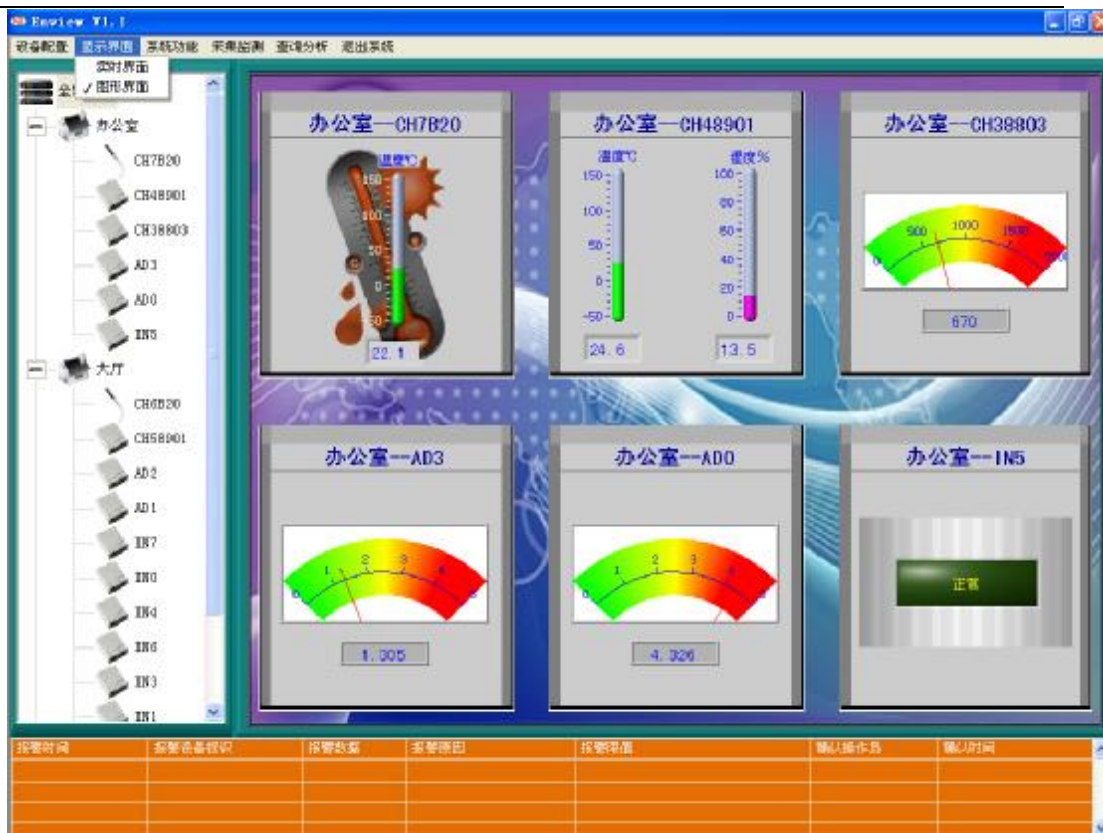 Enview V1.1
设备配置 显示界面 系统功能 采集监测 查询分析 退出系统
实时界面
✓ 图形界面
全
办公室
CH7B20
CH48901
CH38803
AD3
AD0
IN5
大厅
CH6B20
CH58901
AD2
AD1
IN7
IN0
IN4
IN6
IN3
IN1
办公室--CH7B20
温度℃
150
100
50
0
-50
22.1
办公室--CH48901
温度℃ 湿度%
150 100
100 80
50 60
0 40
-50 20
0
24.6 13.5
办公室--CH38803
0 500 1000 1500 2000
670
办公室--AD3
0 1 2 3 4 5
1.305
办公室--AD0
0 1 2 3 4 5
4.326
办公室--IN5
正常
报警时间 报警设备标识 报警数据 报警原因 报警限值 确认操作员 确认时间